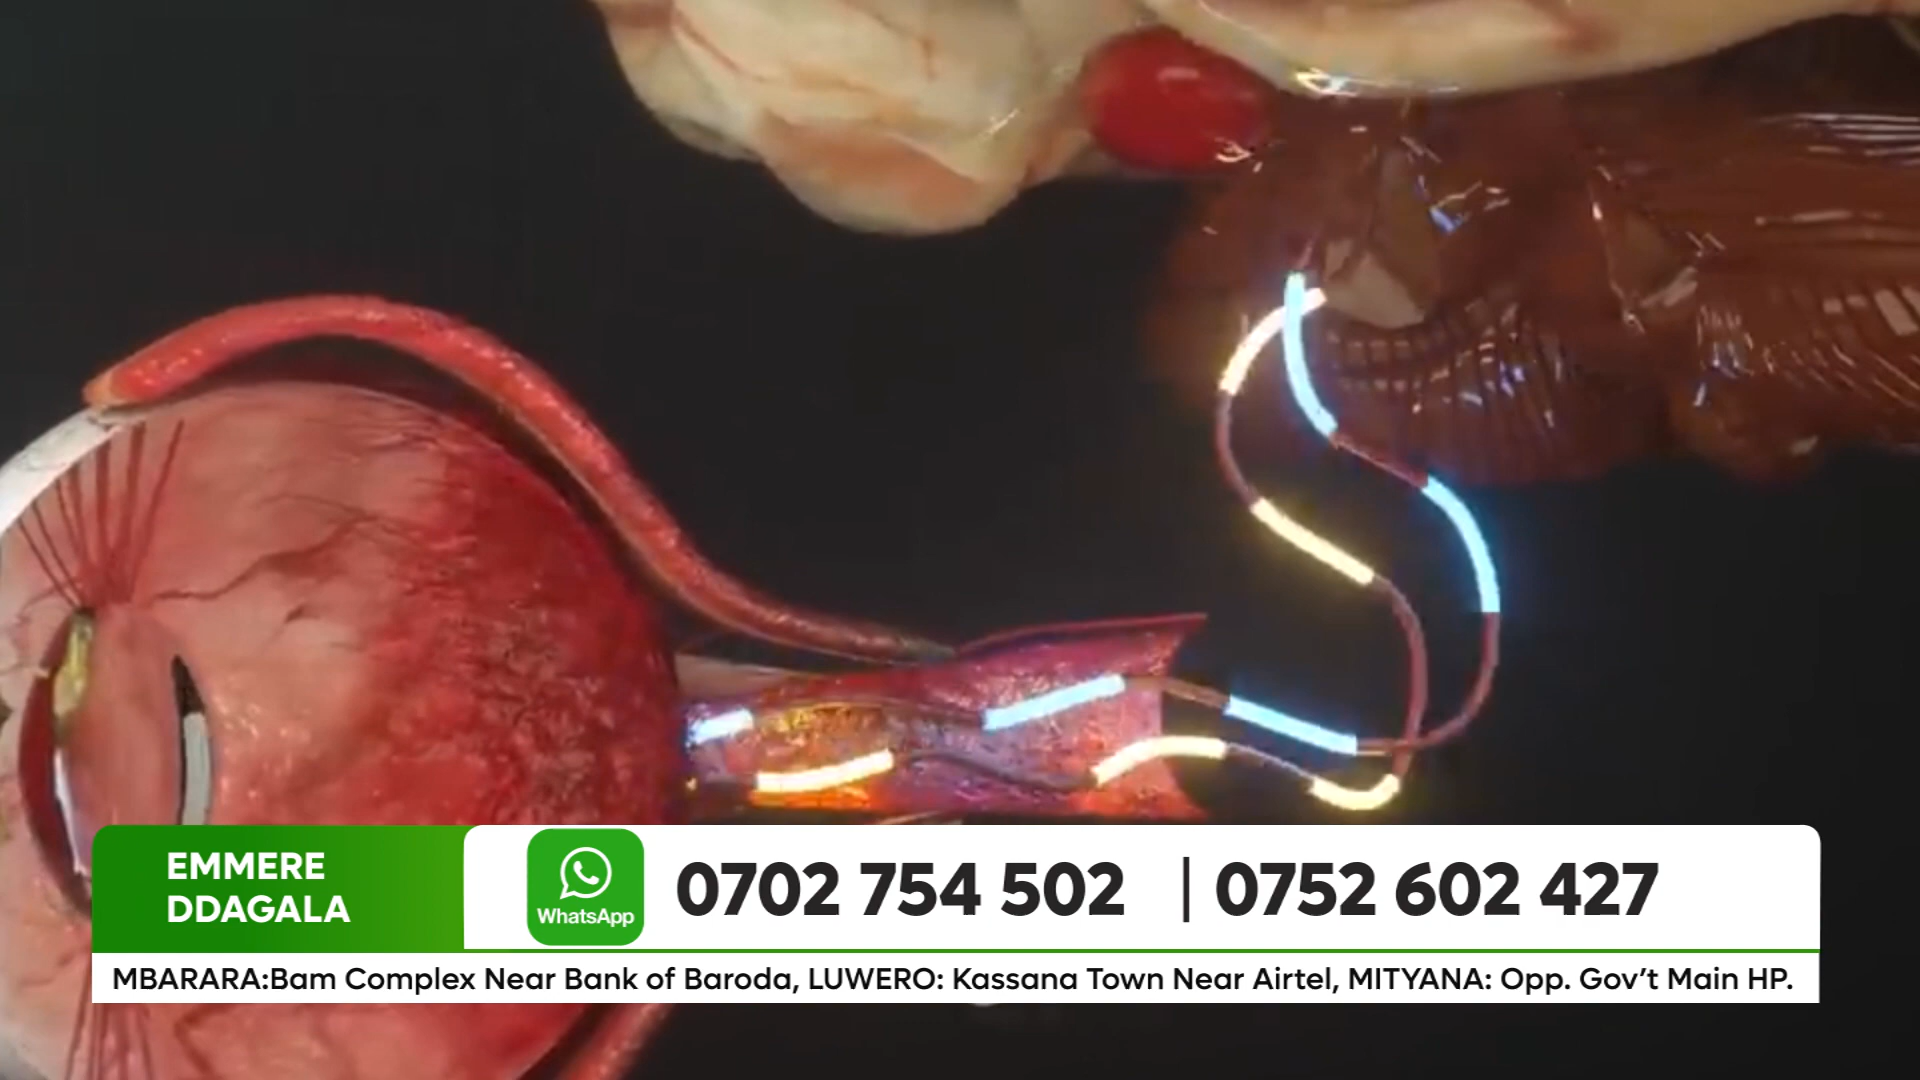 EMMERE
DDAGALA
WhatsApp
0702 754 502 | 0752 602 427
MBARARA:Bam Complex Near Bank of Baroda, LUWERO: Kassana Town Near Airtel, MITYANA: Opp. Gov't Main HP.